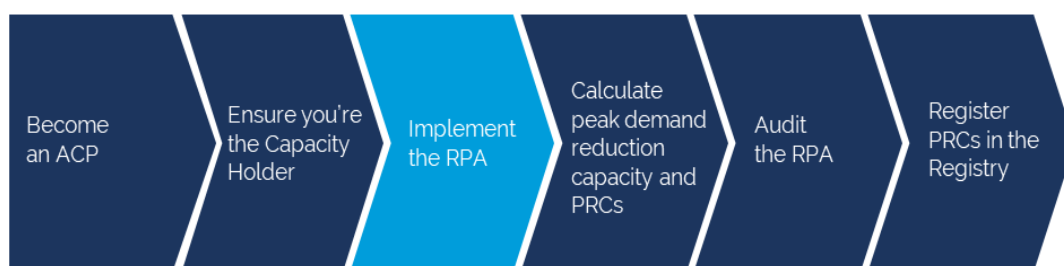 Become
an ACP
Ensure you're
the Capacity
Holder
Implement
the RPA
Calculate
peak demand
reduction
capacity and
PRCs
Audit
the RPA
Register
PRCs in the
Registry